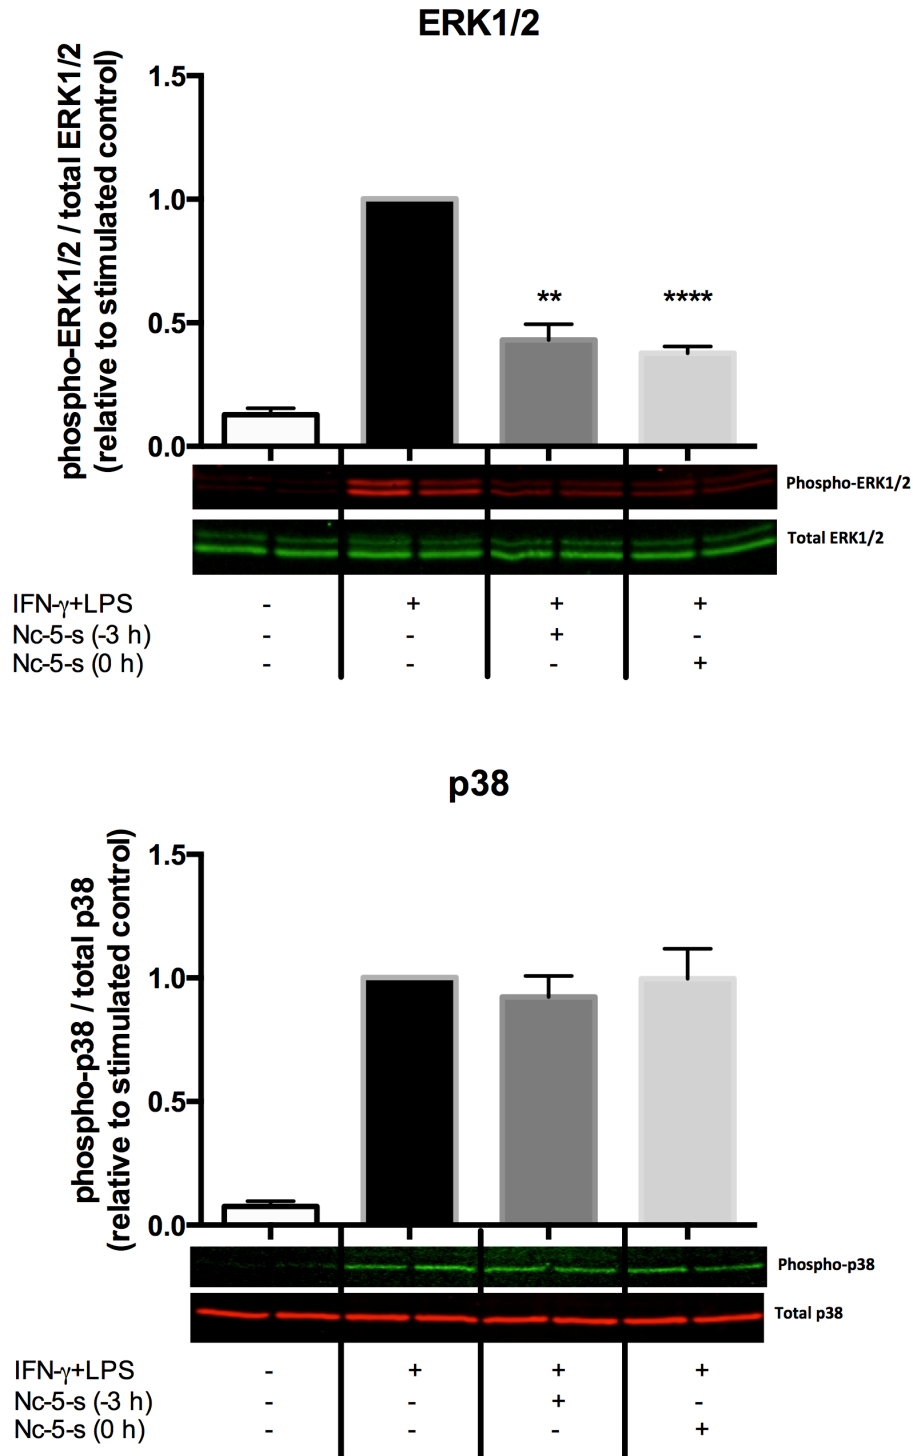 ERK1/2
phospho-ERK1/2 / total ERK1/2
(relative to stimulated control)
1.5
1.0
0.5
0.0
** ****
Phospho-ERK1/2
Total ERK1/2
IFN-γ+LPS - + + +
Nc-5-s (-3 h) - - + -
Nc-5-s (0 h) - - - +
p38
phospho-p38 / total p38
(relative to stimulated control)
1.5
1.0
0.5
0.0
Phospho-p38
Total p38
IFN-γ+LPS - + + +
Nc-5-s (-3 h) - - + -
Nc-5-s (0 h) - - - +